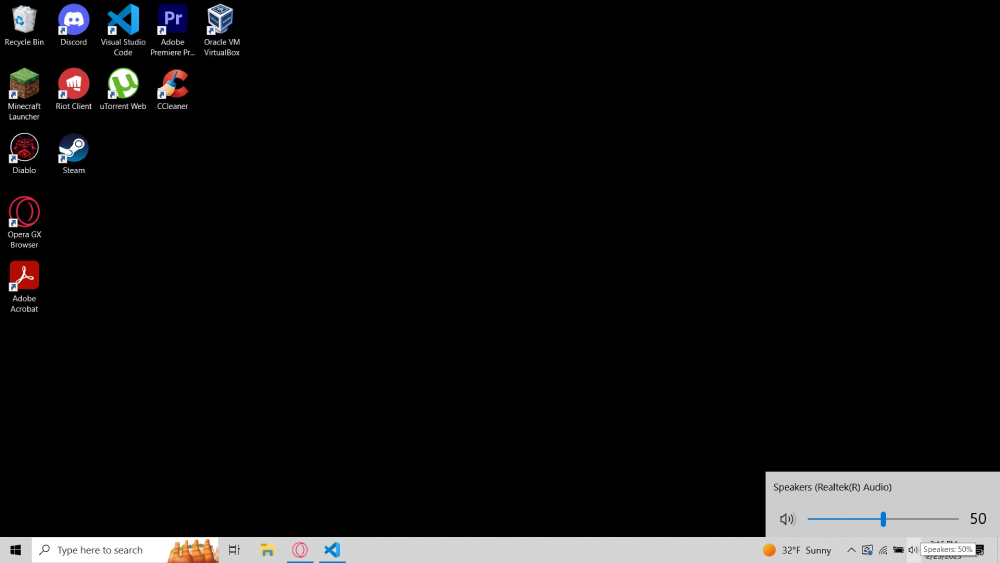 Recycle Bin
Discord
Visual Studio
Code
Adobe
Premiere Pr...
Oracle VM
VirtualBox
Minecraft
Launcher
Riot Client
uTorrent Web
CCleaner
Diablo
Steam
Opera GX
Browser
Adobe
Acrobat
Pr
Speakers (Realtek(R) Audio)
50
Type here to search
32°F Sunny
Speakers: 50%